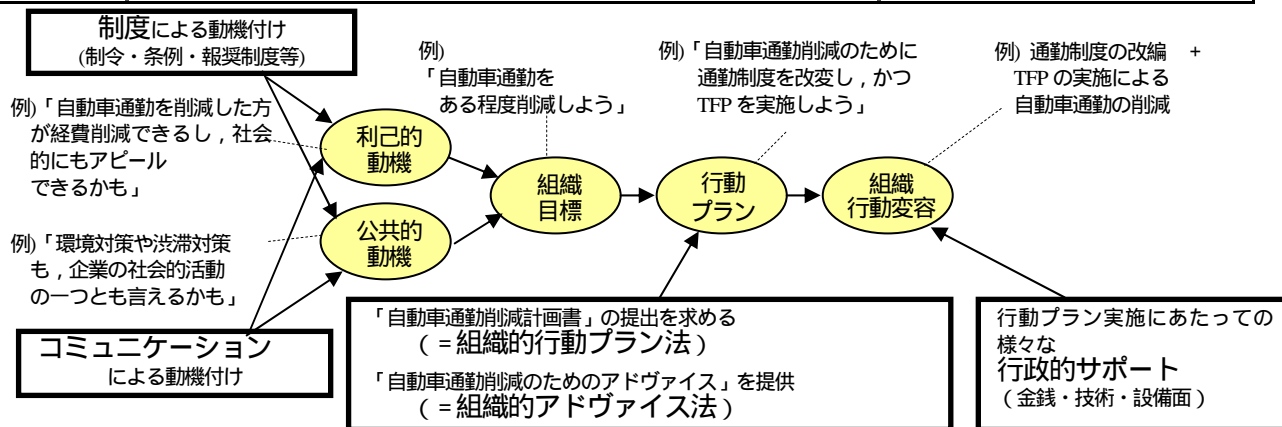 制度による動機付け
(制令・条例・報奨制度等)
例)「自動車通勤を削減した方
が経費削減できるし，社会
的にもアピール
できるかも」
例)「環境対策や渋滞対策
も，企業の社会的活動
の一つとも言えるかも」
コミュニケーション
による動機付け
利己的
動機
公共的
動機
例)
「自動車通勤を
ある程度削減しよう」
組織
目標
例)「自動車通勤削減のために
通勤制度を改変し，かつ
TFP を実施しよう」
行動
プラン
例) 通勤制度の改編 +
TFP の実施による
自動車通勤の削減
組織
行動変容
「自動車通勤削減計画書」の提出を求める
(=組織的行動プラン法)
「自動車通勤削減のためのアドヴァイス」を提供
(=組織的アドヴァイス法)
行動プラン実施にあたっての
様々な
行政的サポート
(金銭・技術・設備面)